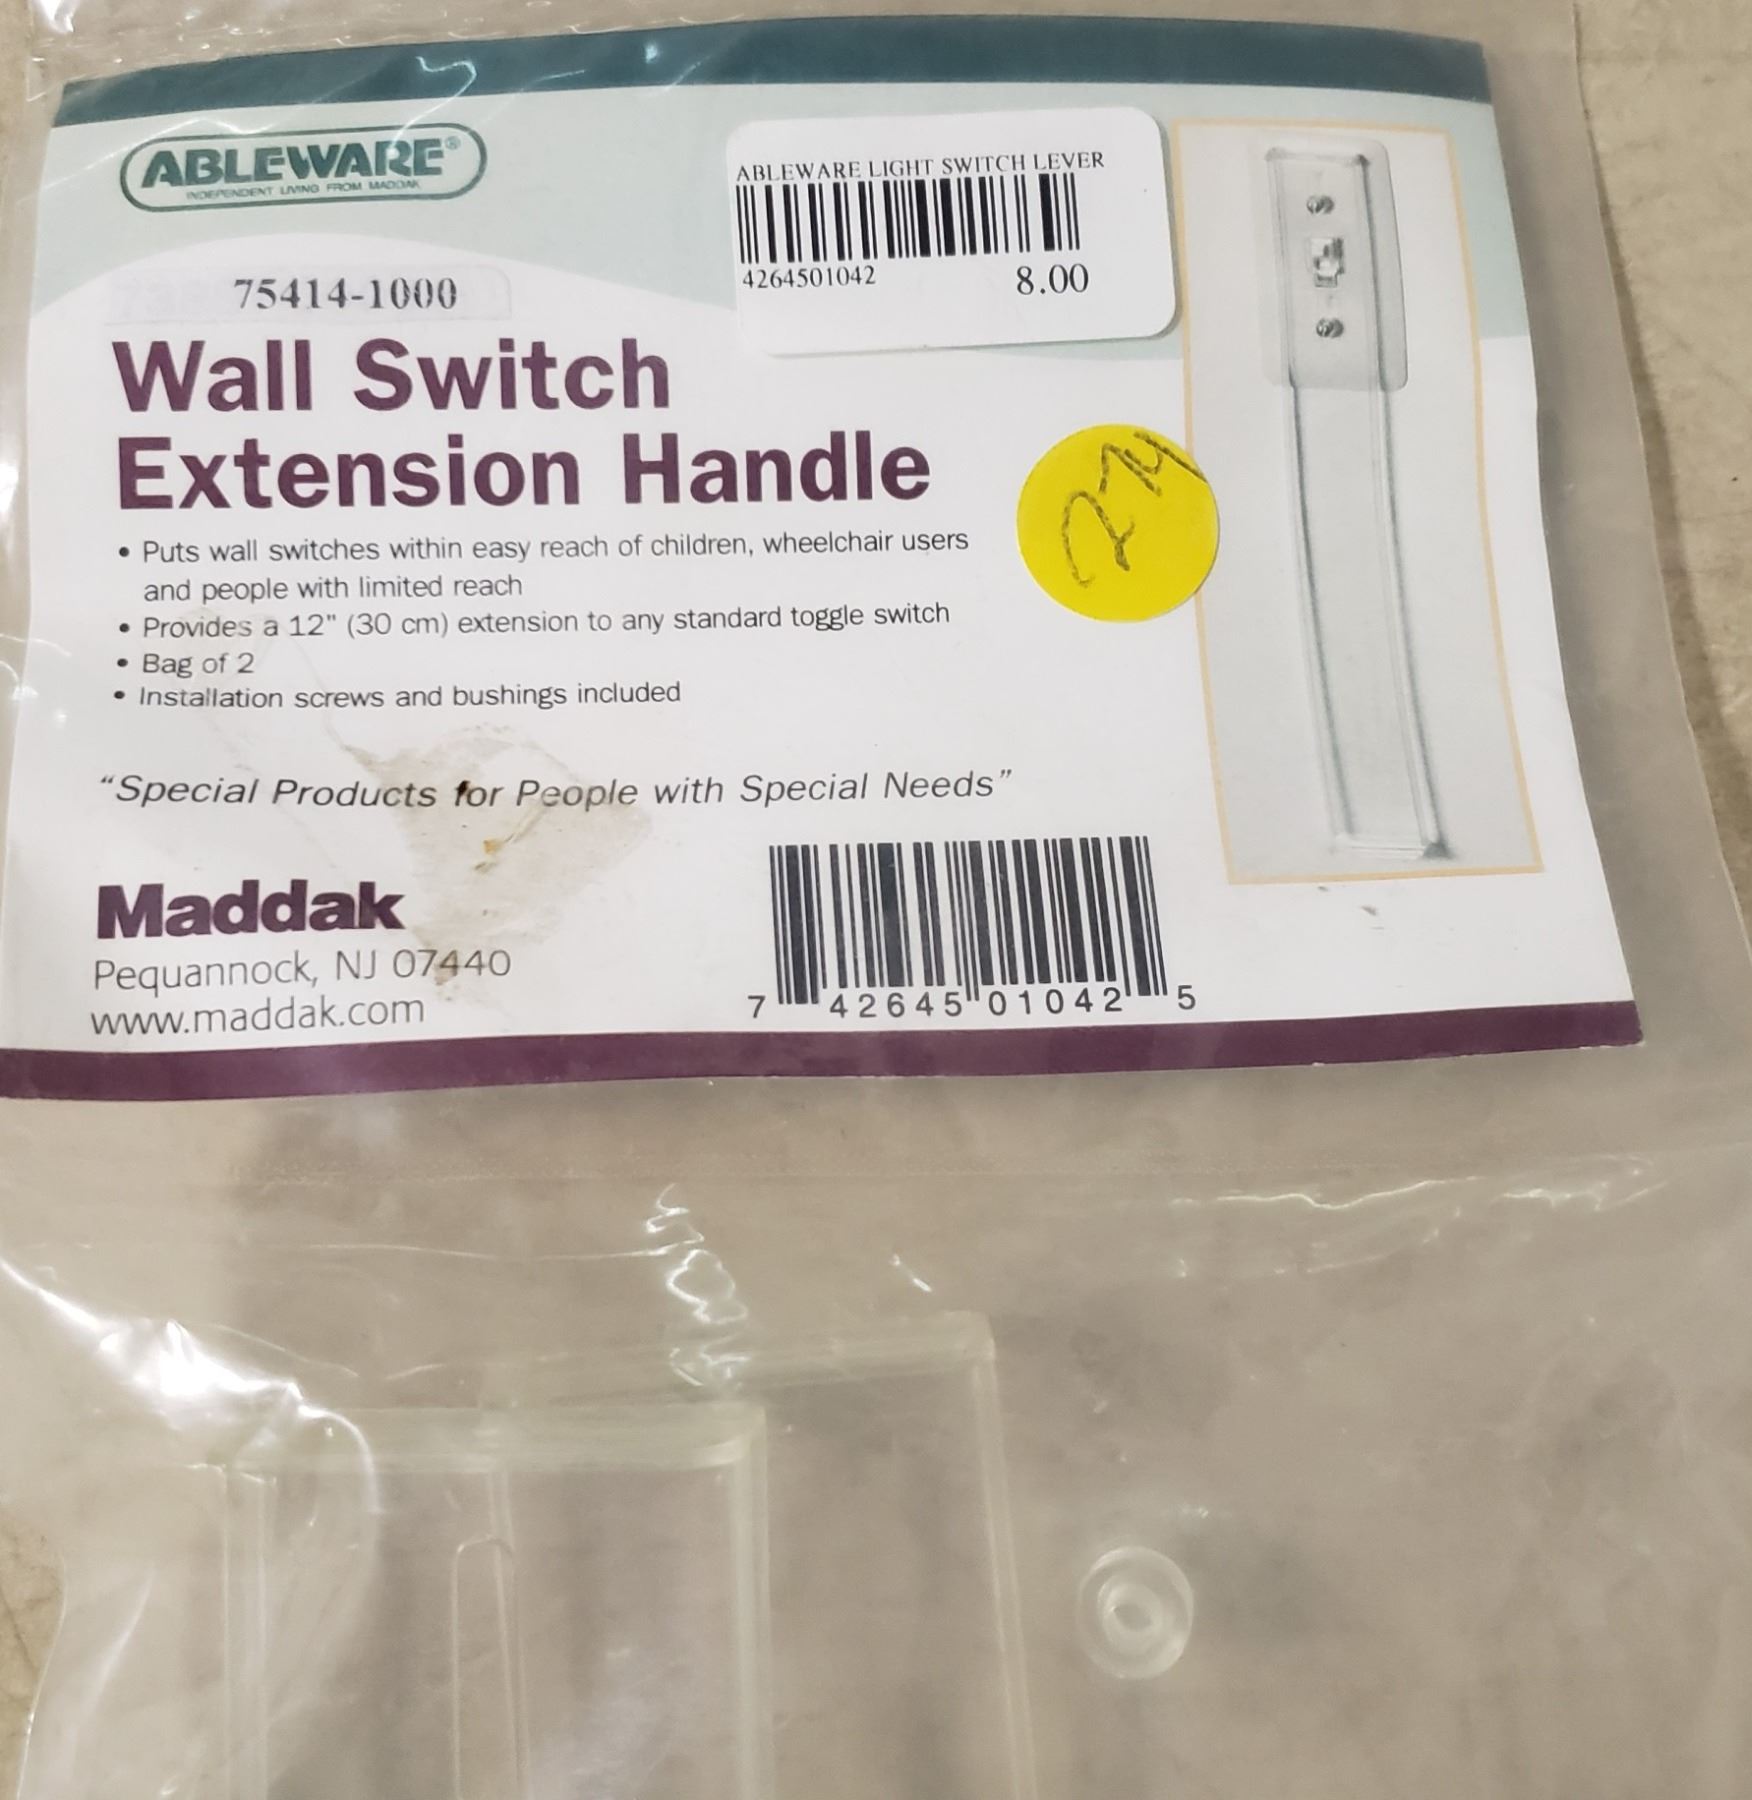 ABLEWARE®
INDEPENDENT LIVING FROM MADDAK
ABLEWARE LIGHT SWITCH LEVER
4264501042 8.00
75414-1000
Wall Switch
Extension Handle
• Puts wall switches within easy reach of children, wheelchair users
and people with limited reach
• Provides a 12" (30 cm) extension to any standard toggle switch
• Bag of 2
• Installation screws and bushings included
“Special Products for People with Special Needs”
Maddak
Pequannock, NJ 07440
www.maddak.com
7 42645 01042 5